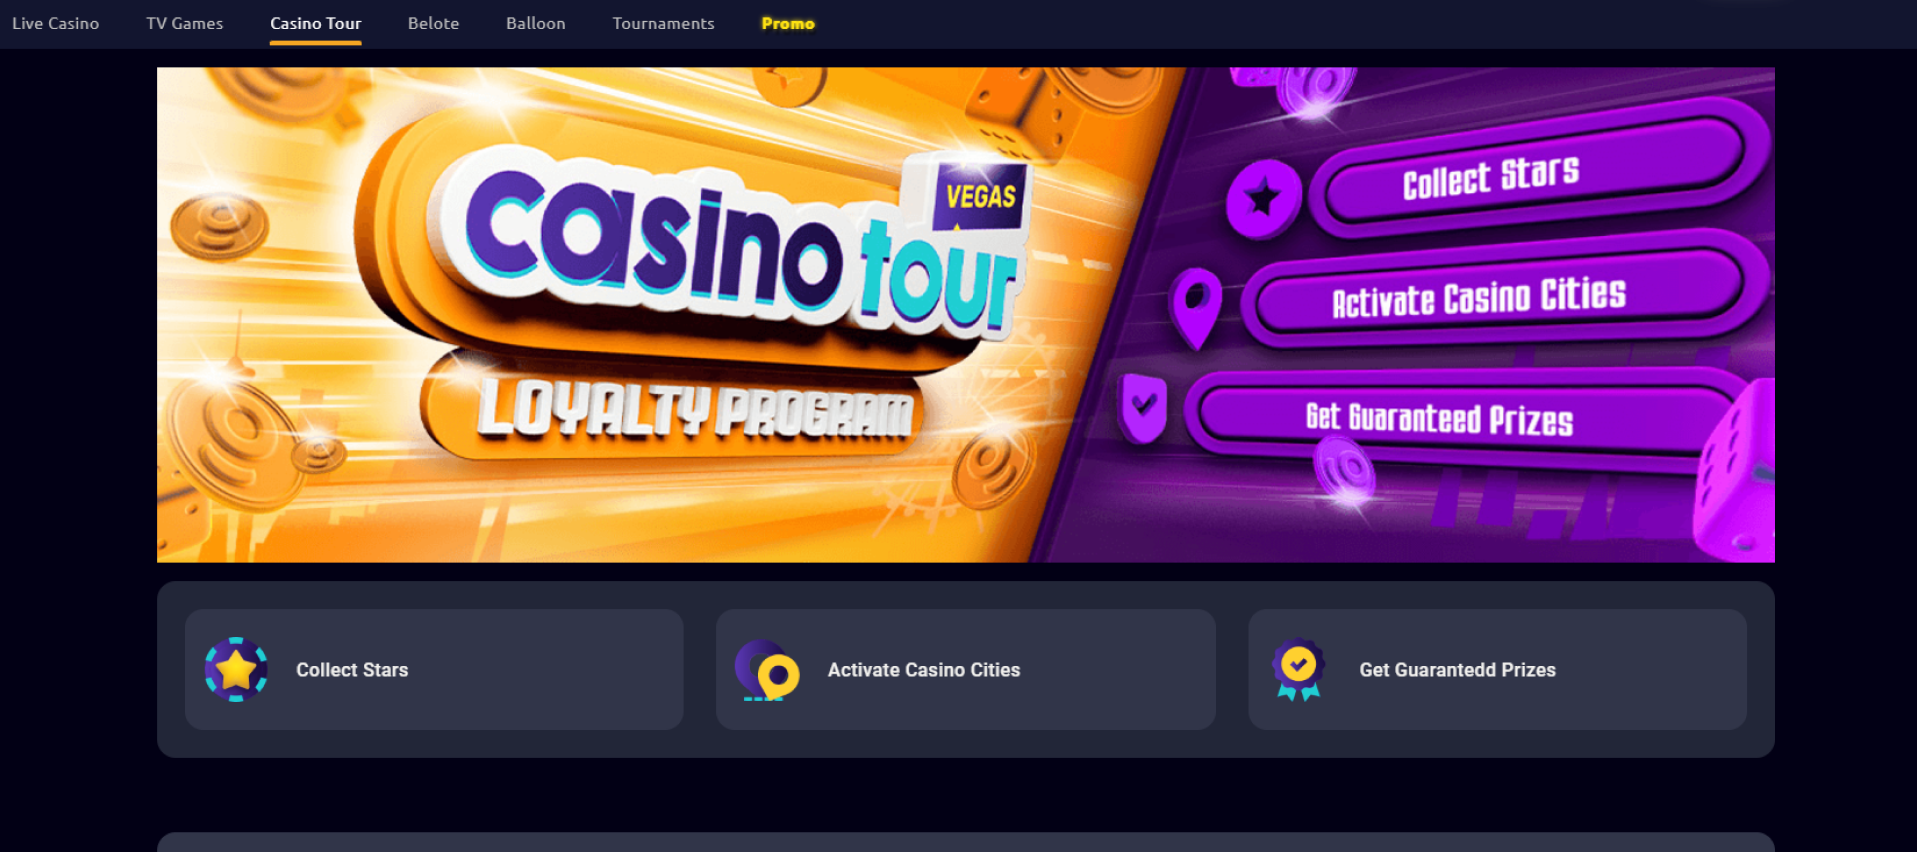 Live Casino TV Games Casino Tour Belote Balloon Tournaments Promo
casino tour
VEGAS
LOYALTY PROGRAM
Collect Stars
Activate Casino Cities
Get Guaranteed Prizes
Collect Stars
Activate Casino Cities
Get Guarantedd Prizes